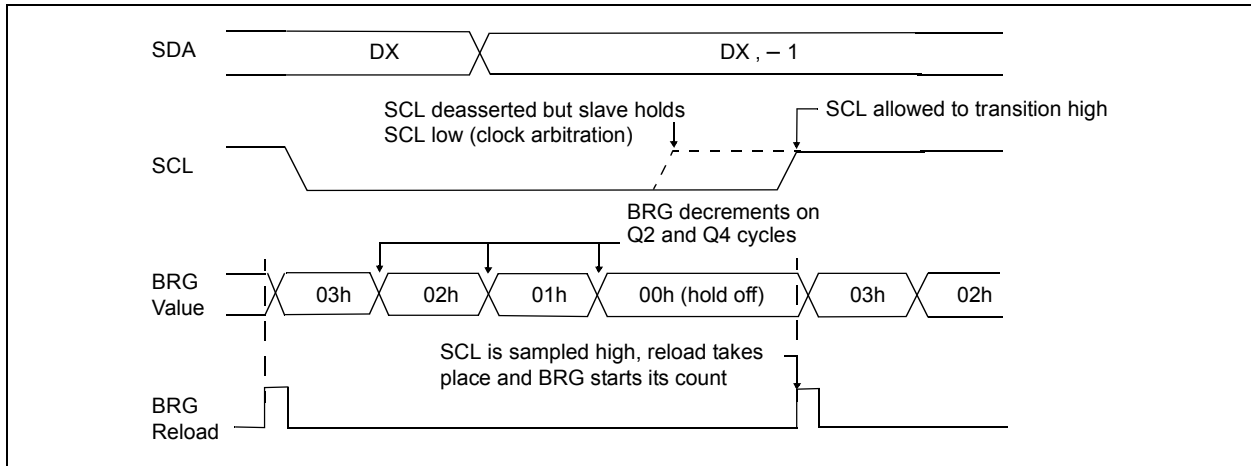 SDA
DX
DX , – 1
SCL deasserted but slave holds
SCL low (clock arbitration)
SCL allowed to transition high
SCL
BRG decrements on
Q2 and Q4 cycles
BRG
Value
03h
02h
01h
00h (hold off)
03h
02h
SCL is sampled high, reload takes
place and BRG starts its count
BRG
Reload